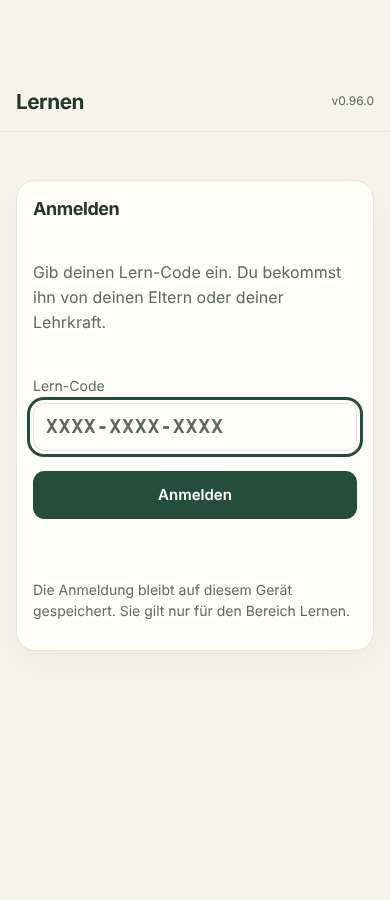 Lernen
v0.96.0
Anmelden
Gib deinen Lern-Code ein. Du bekommst
ihn von deinen Eltern oder deiner
Lehrkraft.
Lern-Code
XXXX-XXXX-XXXX
Anmelden
Die Anmeldung bleibt auf diesem Gerät
gespeichert. Sie gilt nur für den Bereich Lernen.